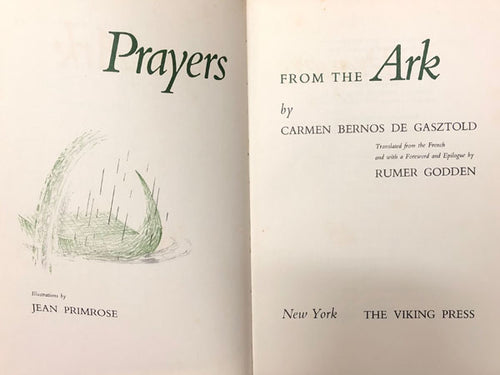 Prayers
FROM THE Ark
by
CARMEN BERNOS DE GASZTOLD
Translated from the French
and with a Foreword and Epilogue by
RUMER GODDEN
Illustrations by
JEAN PRIMROSE
New York THE VIKING PRESS